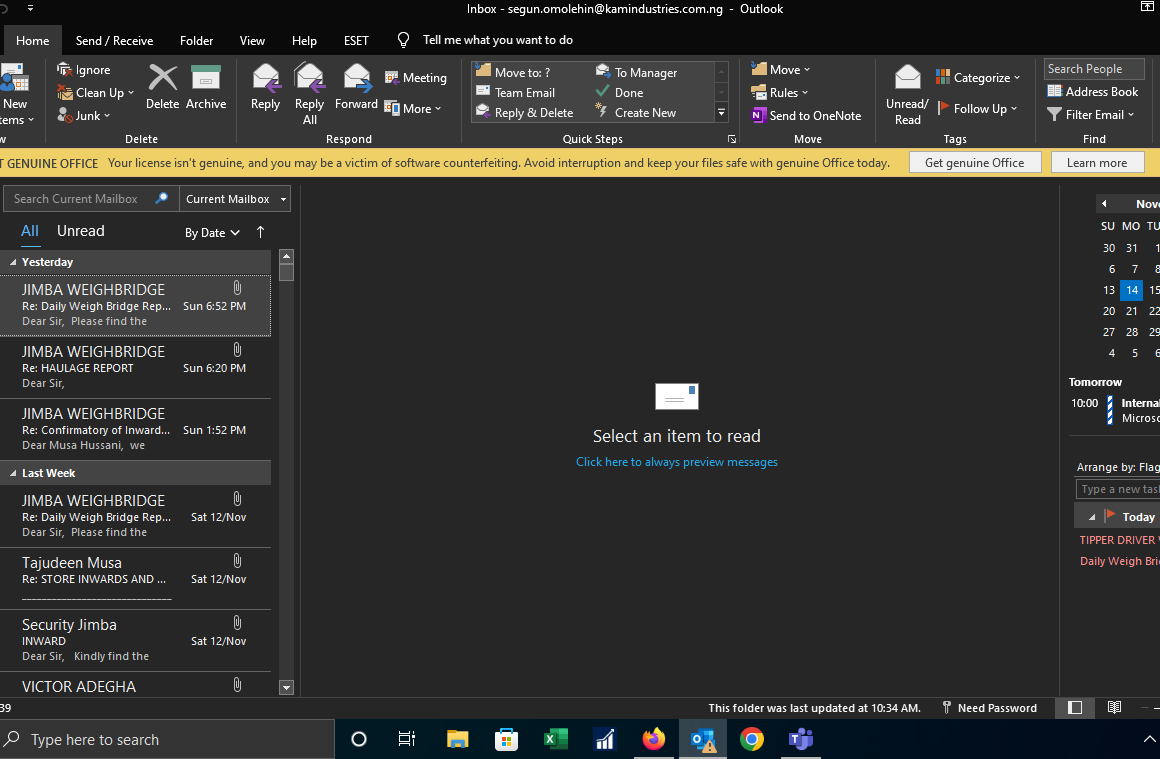 Inbox - segun.omolehin@kamindustries.com.ng - Outlook
Home Send / Receive Folder View Help ESET Tell me what you want to do
New
Items
Ignore
Clean Up
Junk
Delete Archive
Delete
Reply Reply All Forward
Meeting
More
Respond
Move to: ? To Manager
Team Email Done
Reply & Delete Create New
Quick Steps
Move
Rules
Send to OneNote
Move
Unread/ Read
Categorize
Follow Up
Tags
Search People
Address Book
Filter Email
Find
T GENUINE OFFICE Your license isn't genuine, and you may be a victim of software counterfeiting. Avoid interruption and keep your files safe with genuine Office today. Get genuine Office Learn more
Search Current Mailbox Current Mailbox
All Unread By Date
Yesterday
JIMBA WEIGHBRIDGE
Re: Daily Weigh Bridge Rep... Sun 6:52 PM
Dear Sir, Please find the
JIMBA WEIGHBRIDGE
Re: HAULAGE REPORT Sun 6:20 PM
Dear Sir,
JIMBA WEIGHBRIDGE
Re: Confirmatory of Inward... Sun 1:52 PM
Dear Musa Hussani, we
Last Week
JIMBA WEIGHBRIDGE
Re: Daily Weigh Bridge Rep... Sat 12/Nov
Dear Sir, Please find the
Tajudeen Musa
Re: STORE INWARDS AND ... Sat 12/Nov
______________________________
Security Jimba
INWARD Sat 12/Nov
Dear Sir, Kindly find the
VICTOR ADEGHA
Select an item to read
Click here to always preview messages
Nove
SU MO TU
30 31 1
6 7 8
13 14 15
20 21 22
27 28 29
4 5 6
Tomorrow
10:00 Internal
Microso
Arrange by: Flag
Type a new task
Today
TIPPER DRIVER
Daily Weigh Brid
39 This folder was last updated at 10:34 AM. Need Password
Type here to search